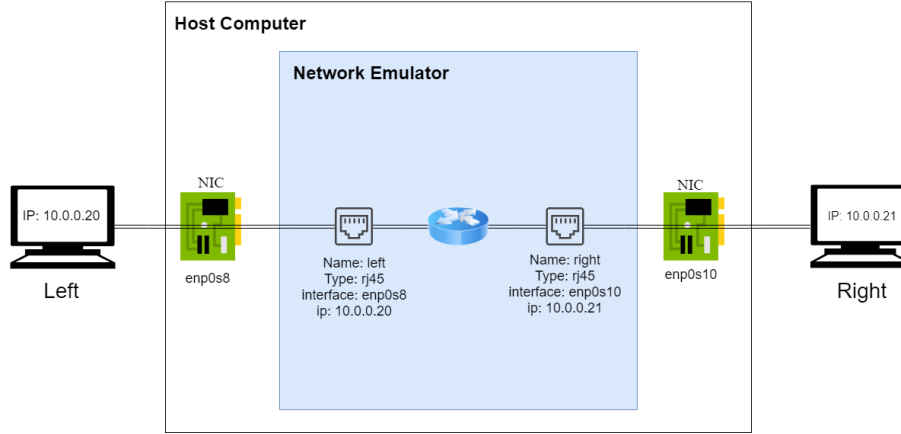 Host Computer
Network Emulator
NIC
NIC
IP: 10.0.0.20
IP: 10.0.0.21
enp0s8
enp0s10
Left
Right
Name: left
Type: rj45
interface: enp0s8
ip: 10.0.0.20
Name: right
Type: rj45
interface: enp0s10
ip: 10.0.0.21